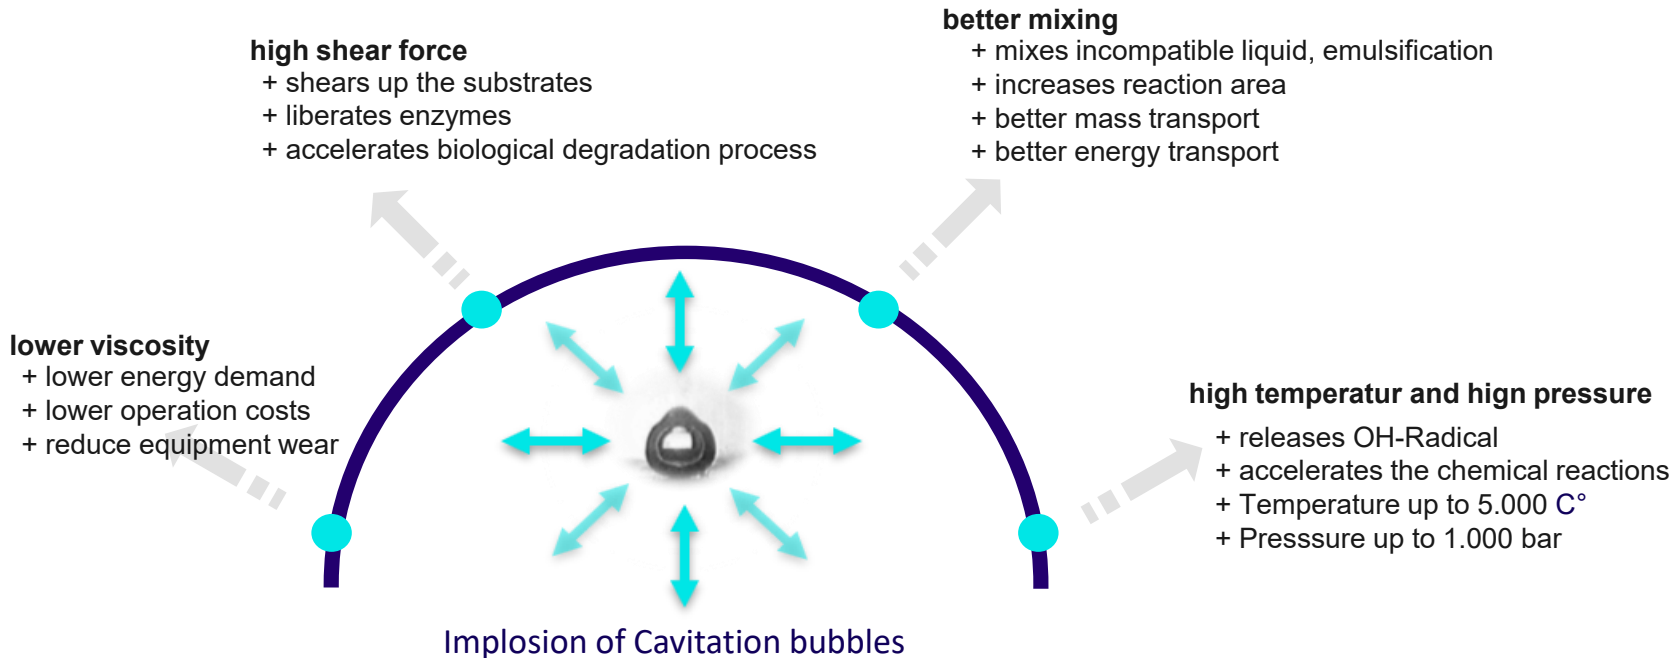 better mixing
+ mixes incompatible liquid, emulsification
+ increases reaction area
+ better mass transport
+ better energy transport
high shear force
+ shears up the substrates
+ liberates enzymes
+ accelerates biological degradation process
lower viscosity
+ lower energy demand
+ lower operation costs
+ reduce equipment wear
high temperatur and hign pressure
+ releases OH-Radical
+ accelerates the chemical reactions
+ Temperature up to 5.000 C°
+ Presssure up to 1.000 bar
Implosion of Cavitation bubbles